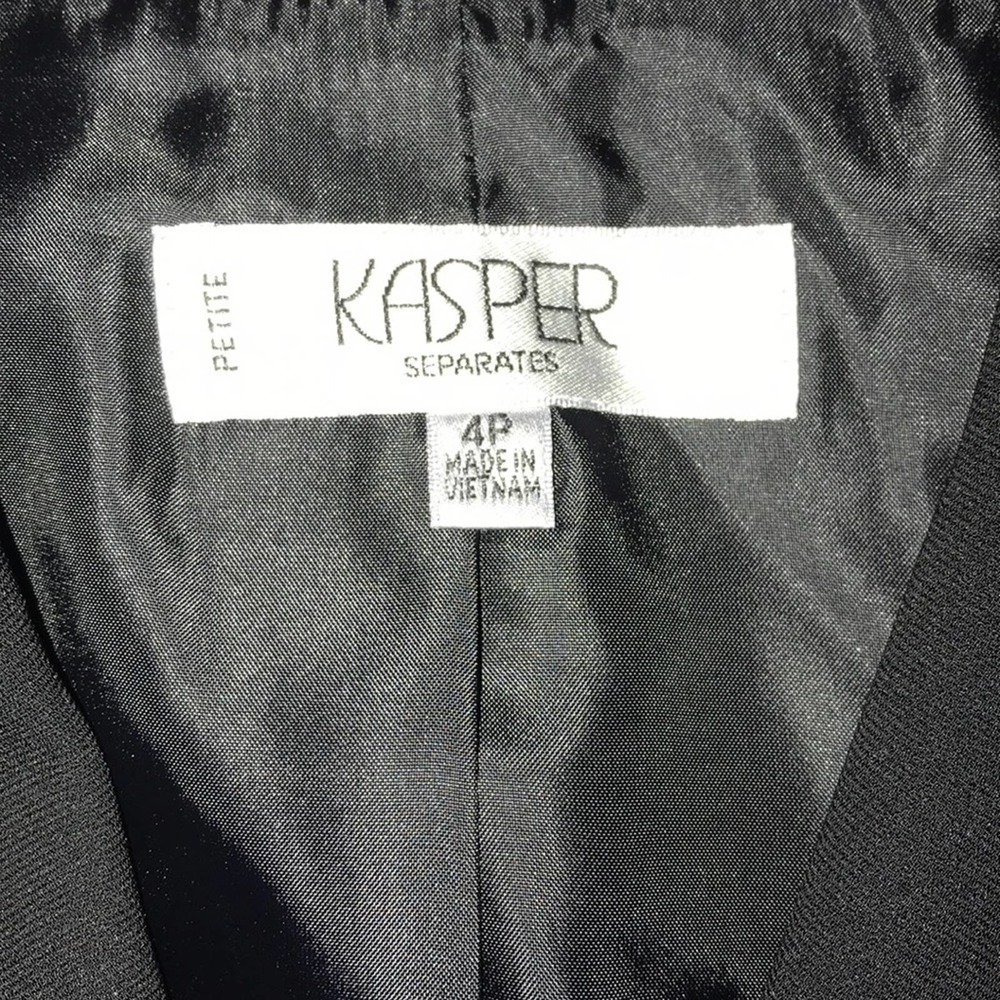 PETITE
KASPER
SEPARATES
4P
MADE IN
VIETNAM